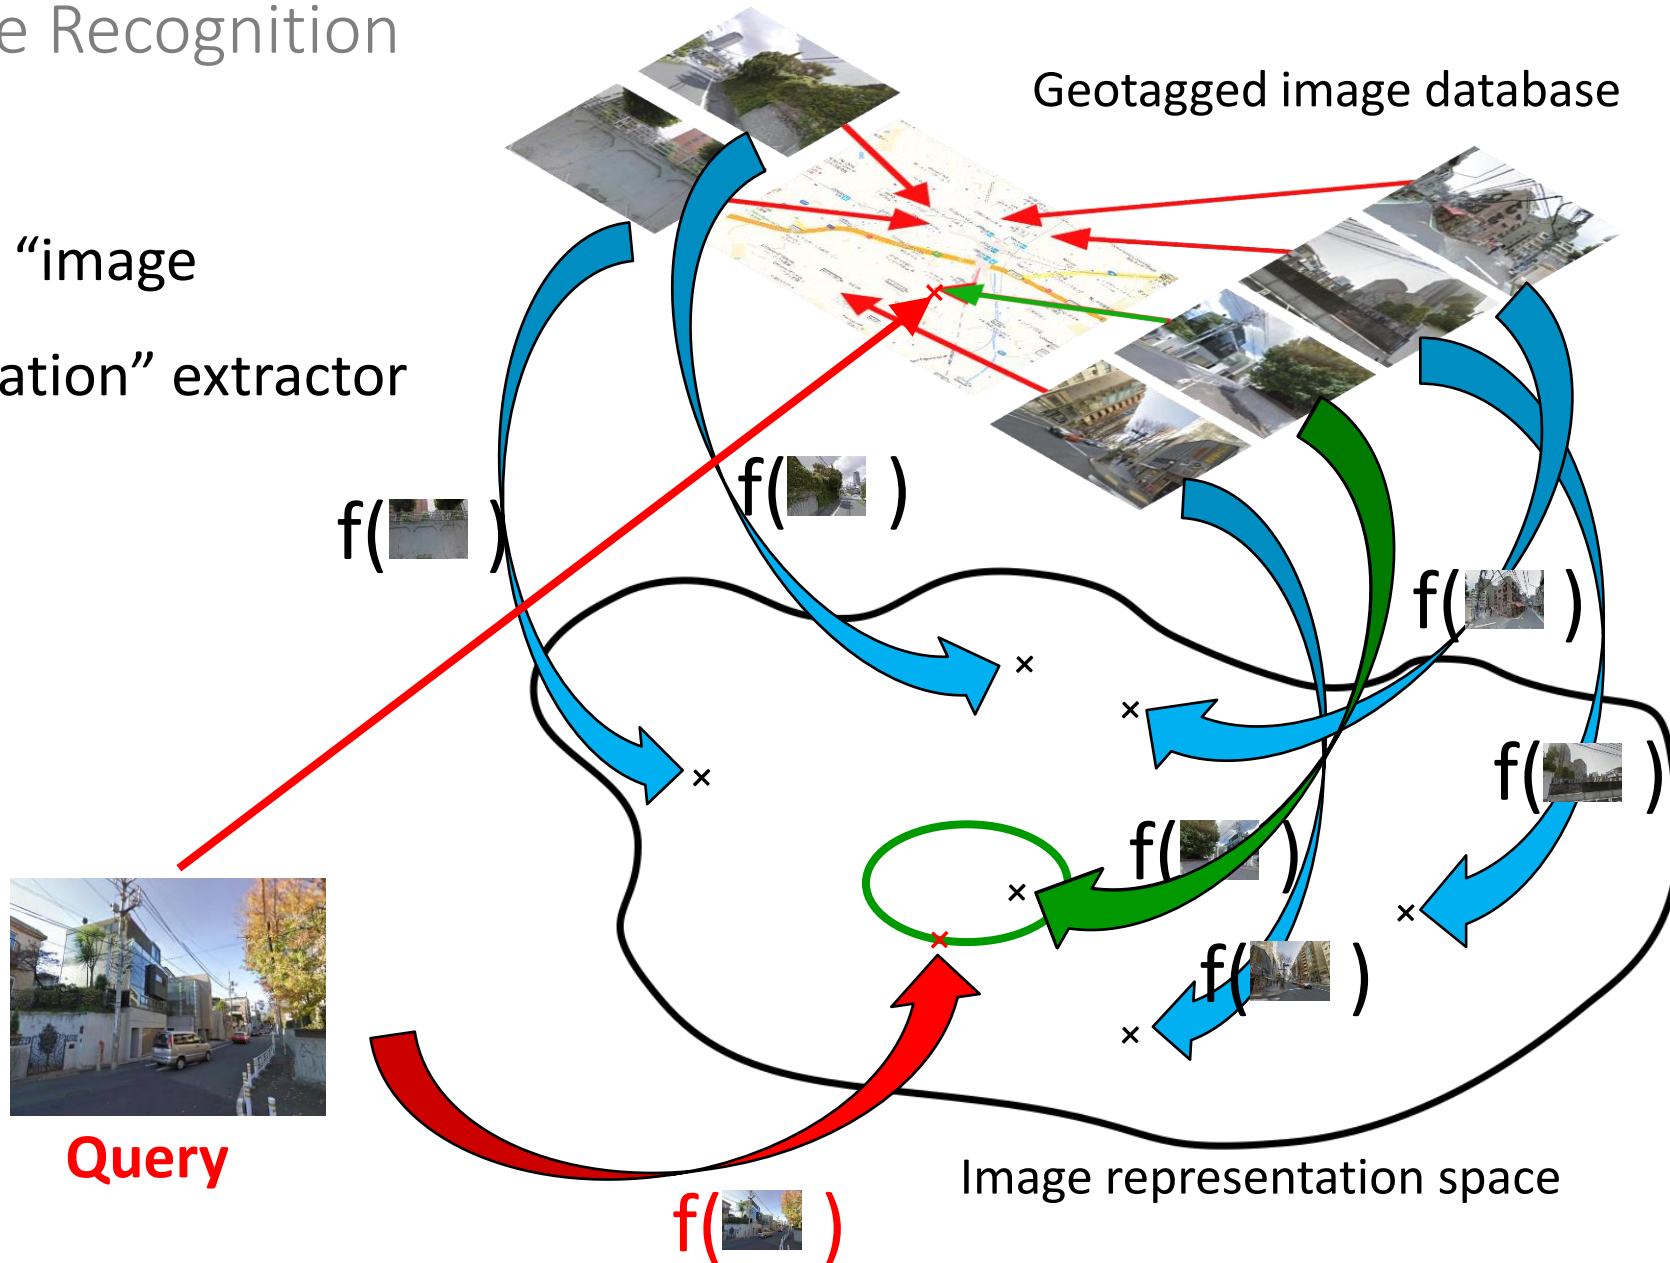 e Recognition
Geotagged image database
“image
ation” extractor
f( )
f( )
f( )
f( )
f( )
f( )
Query
Image representation space
f( )